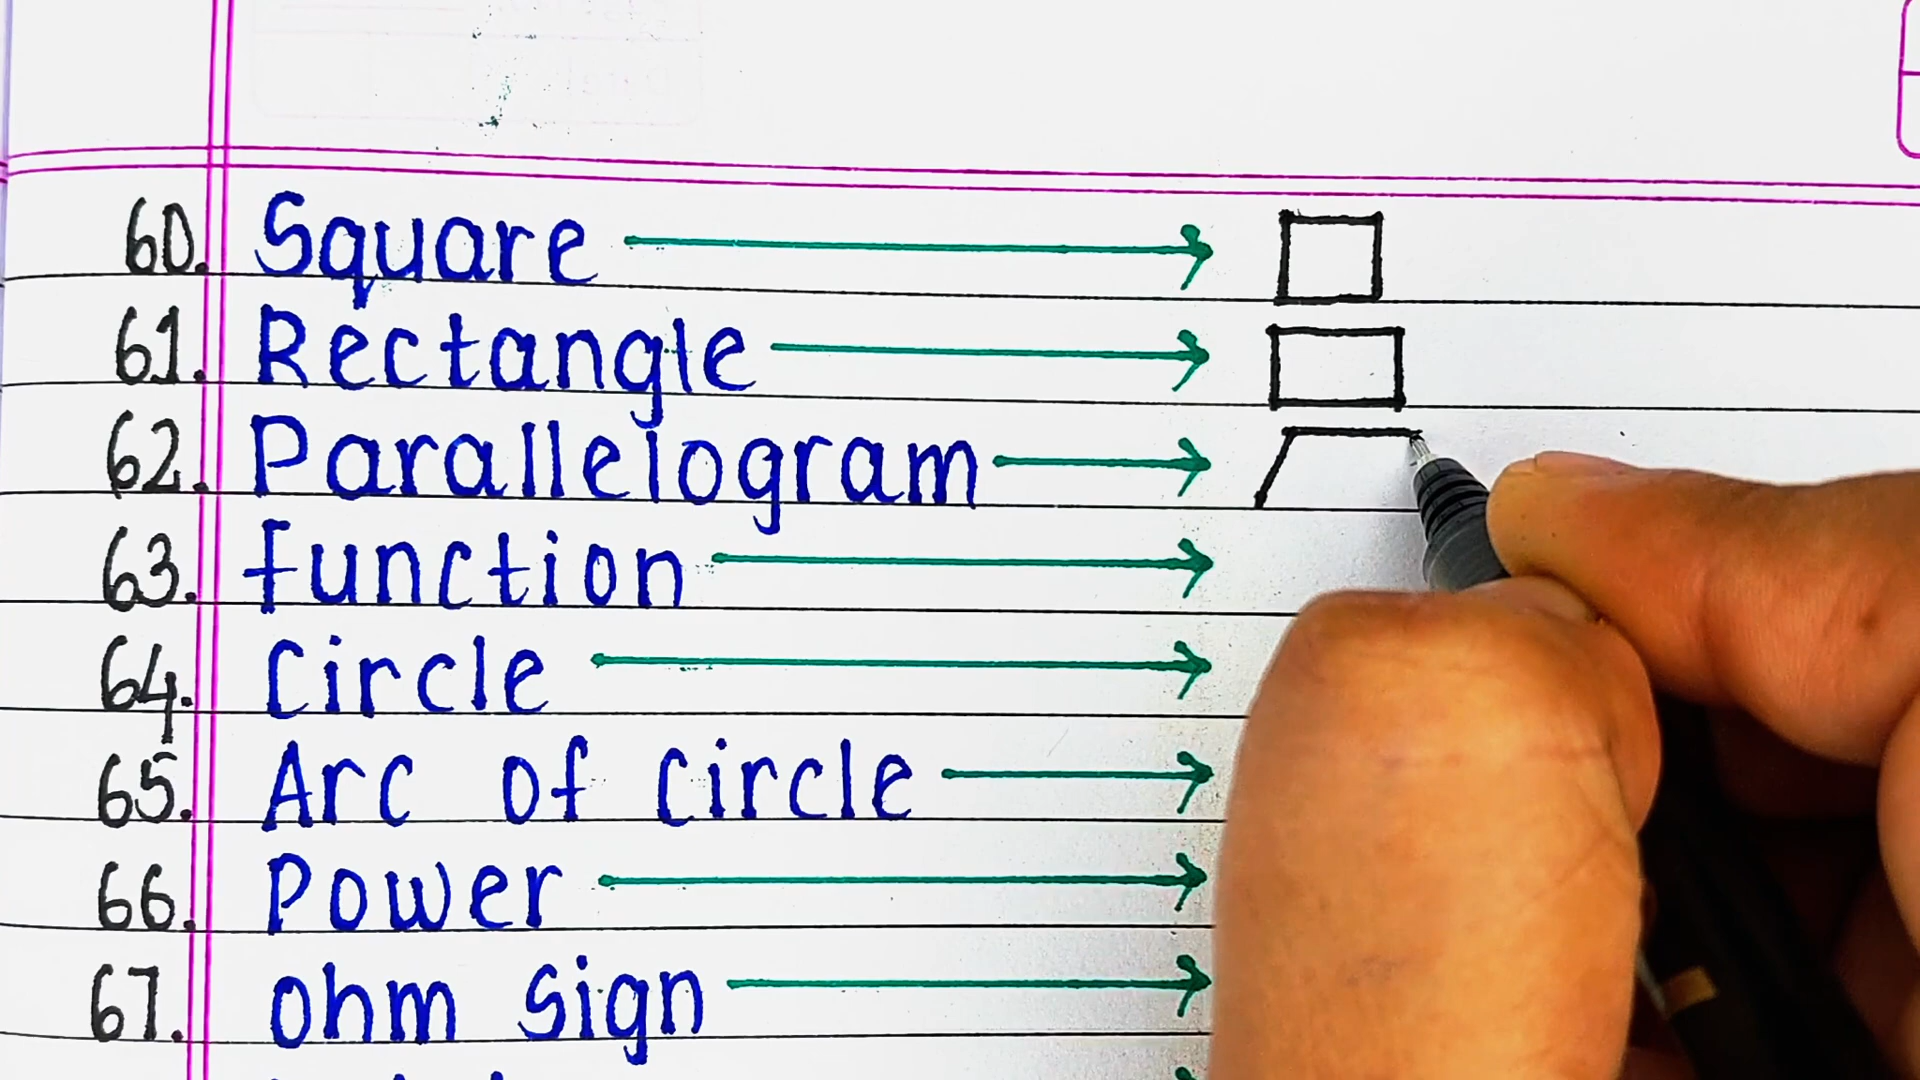 60. Square
61. Rectangle
62. Parallelogram
63. function
64. Circle
65. Arc of circle
66. Power
67. ohm sign